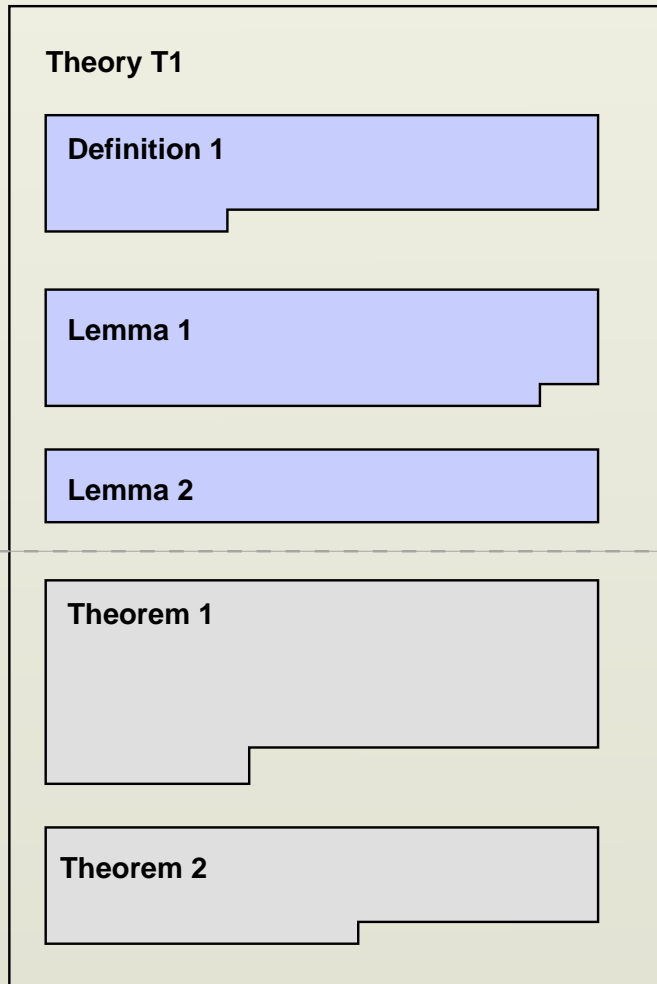 Theory T1
Definition 1
Lemma 1
Lemma 2
Theorem 1
Theorem 2